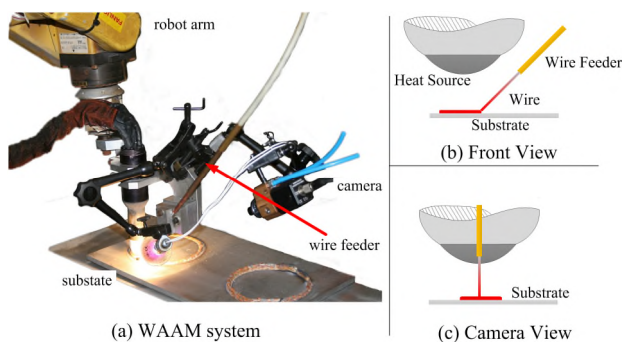 robot arm
camera
wire feeder
substate
(a) WAAM system
Heat Source
Wire Feeder
Wire
Substrate
(b) Front View
Substrate
(c) Camera View